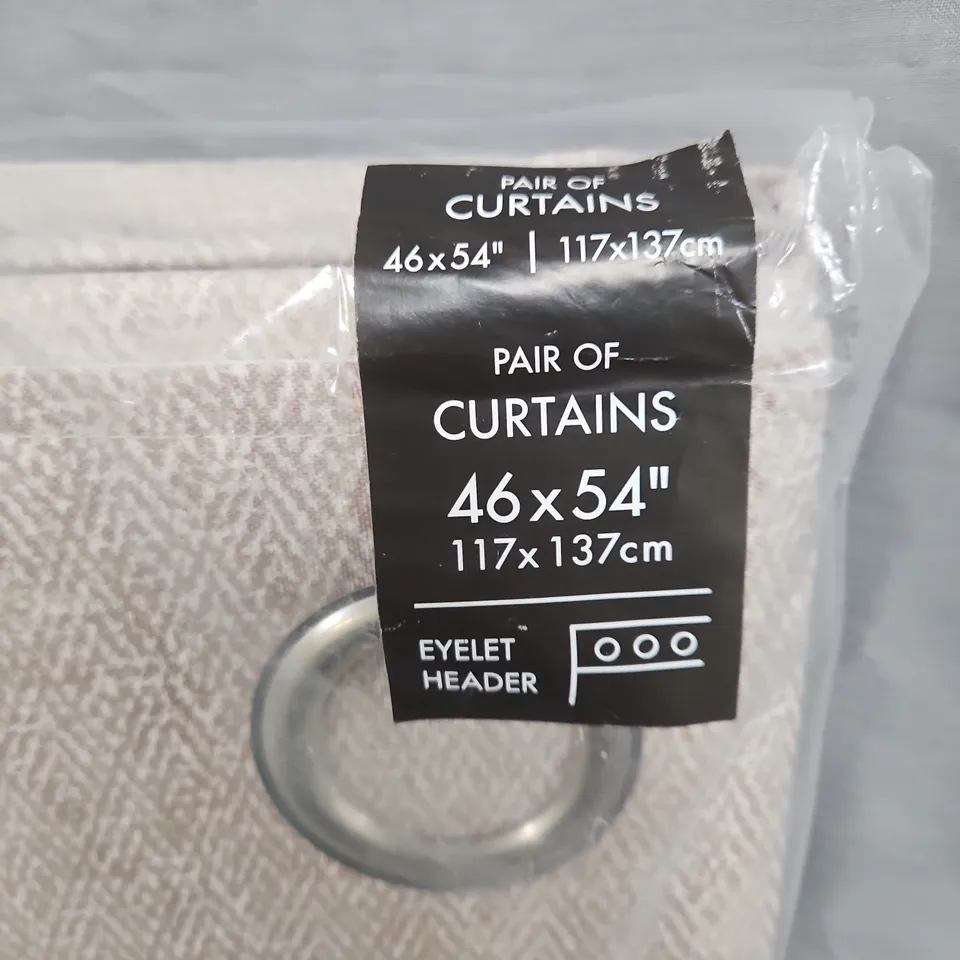 PAIR OF
CURTAINS
46x54" | 117x137cm
PAIR OF
CURTAINS
46x54"
117x137cm
EYELET
HEADER